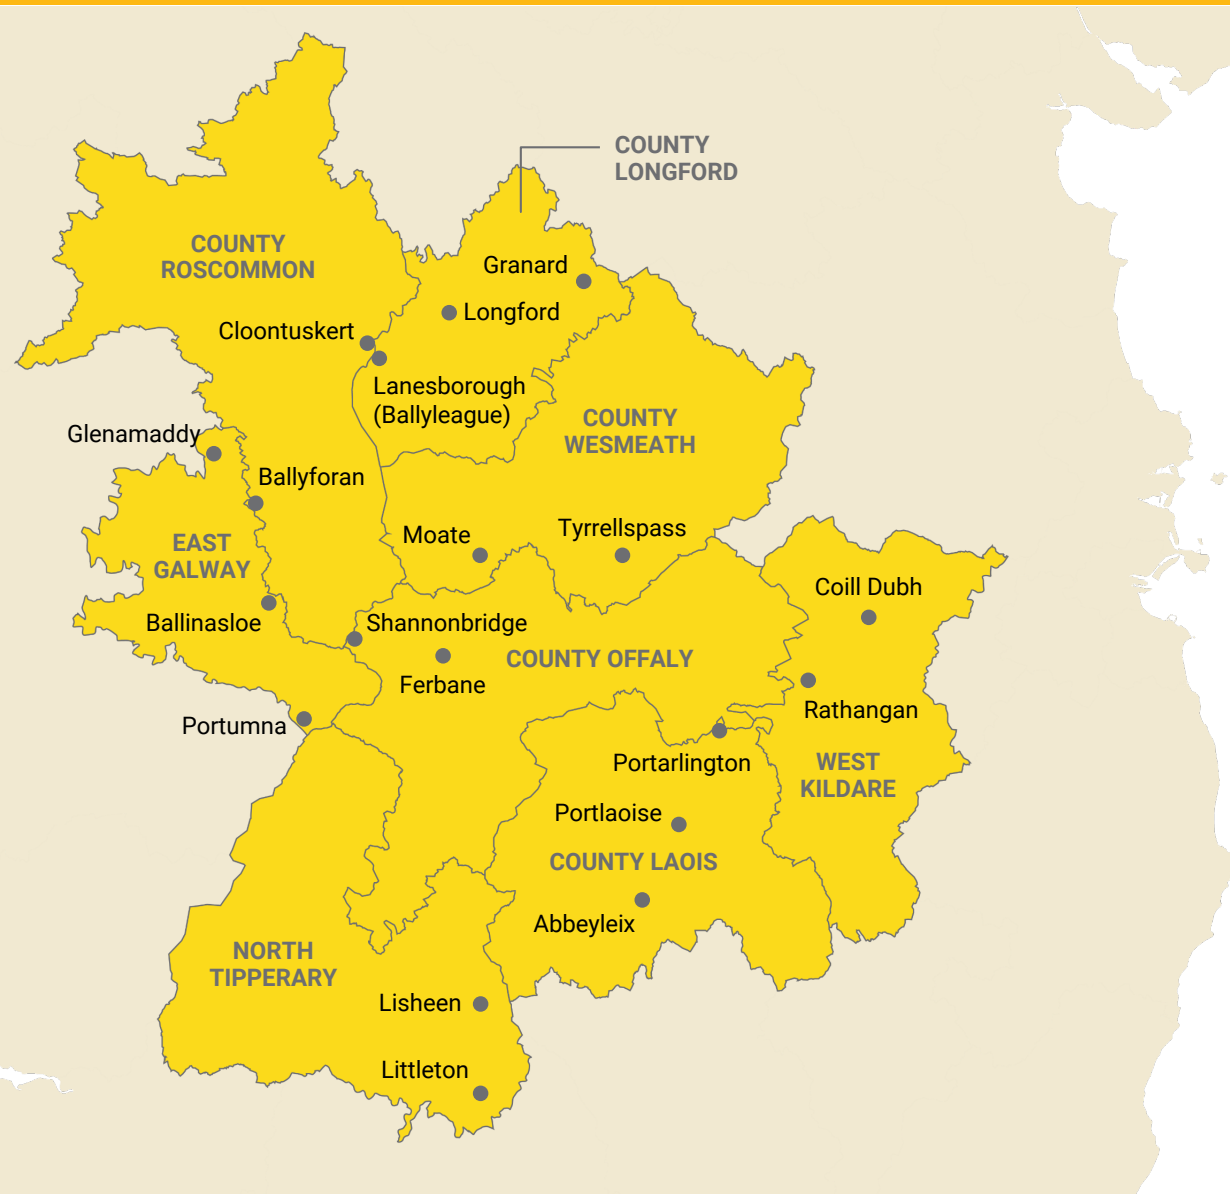 COUNTY
LONGFORD
COUNTY
ROSCOMMON
Granard
Longford
Cloontuskert
Lanesborough
(Ballyleague)
COUNTY
WESMEATH
Glenamaddy
Ballyforan
Moate
Tyrrellspass
EAST
GALWAY
Coill Dubh
Ballinasloe
Shannonbridge
COUNTY OFFALY
Ferbane
Rathangan
Portumna
Portarlington
WEST
KILDARE
Portlaoise
COUNTY LAOIS
Abbeyleix
NORTH
TIPPERARY
Lisheen
Littleton